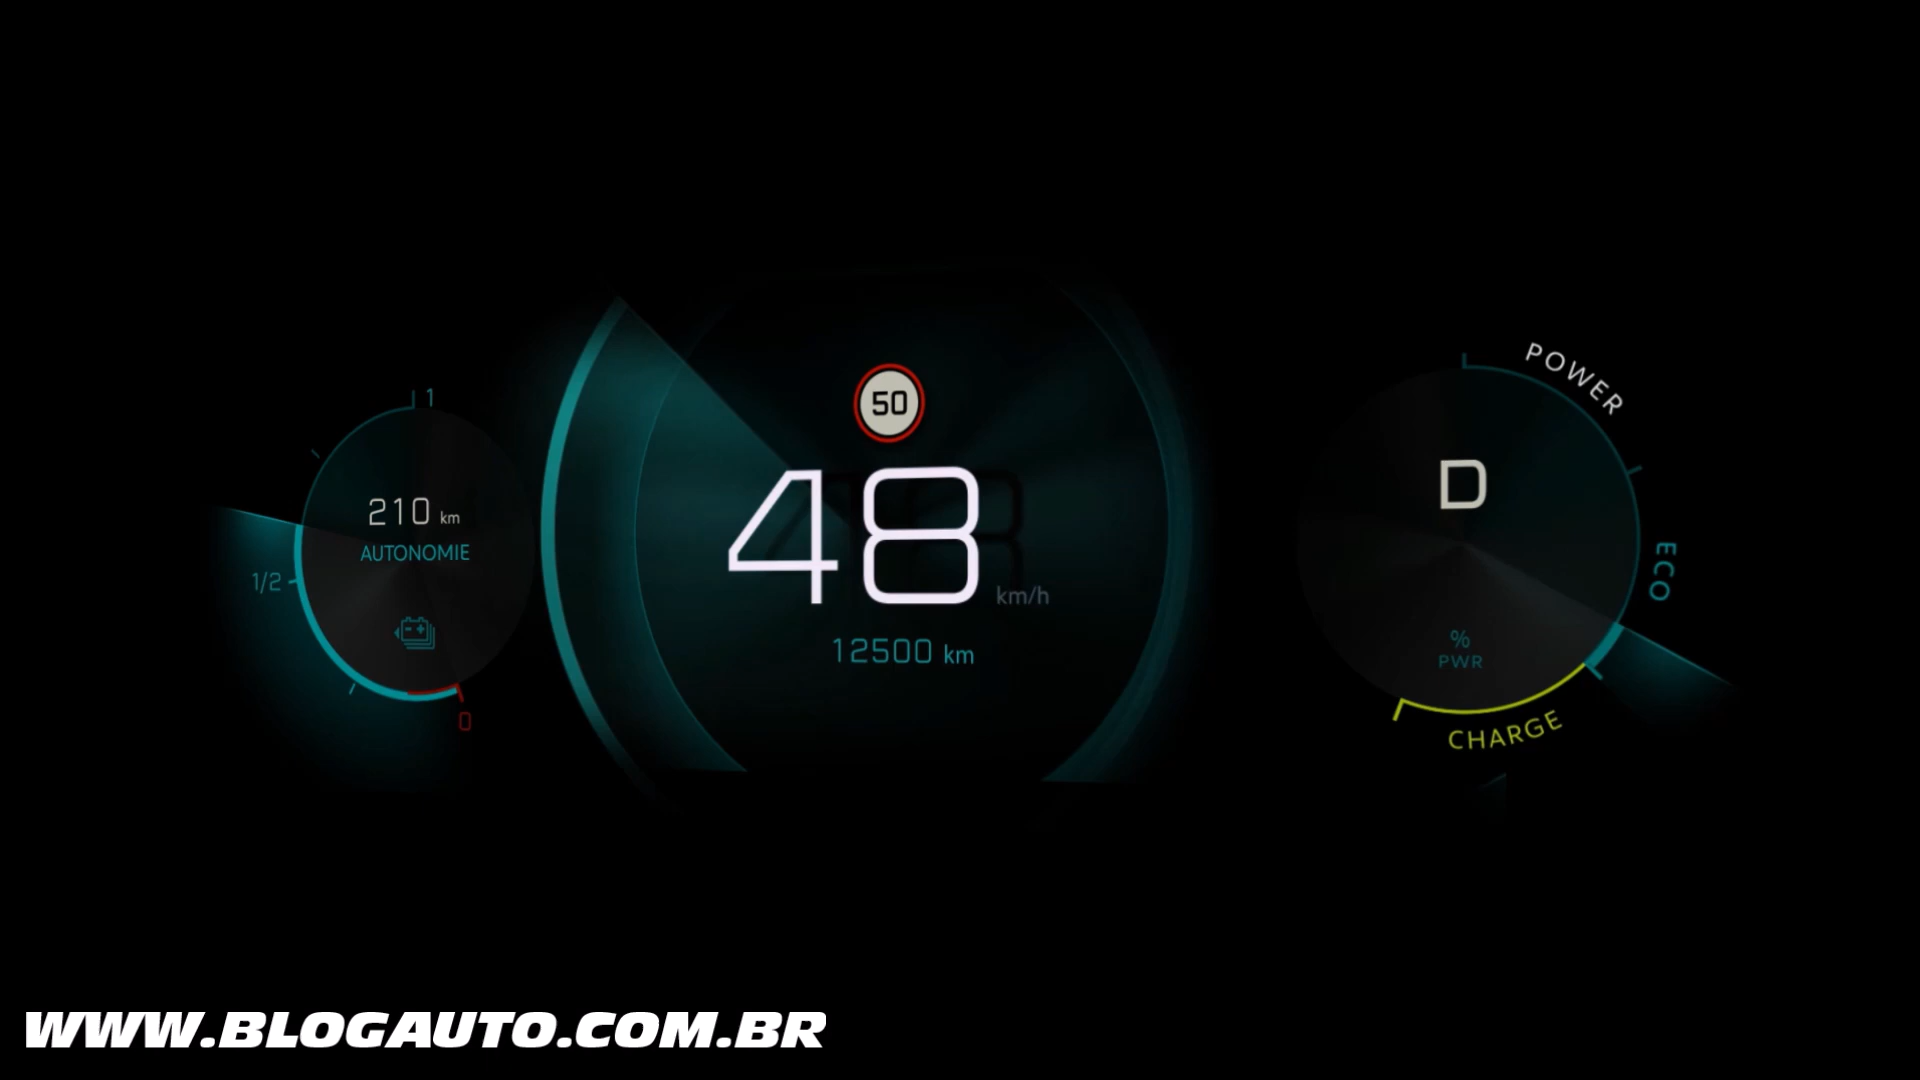 1
210 km
AUTONOMIE
1/2
0
50
48 km/h
12500 km
POWER
D
ECO
%
PWR
CHARGE
WWW.BLOGAUTO.COM.BR